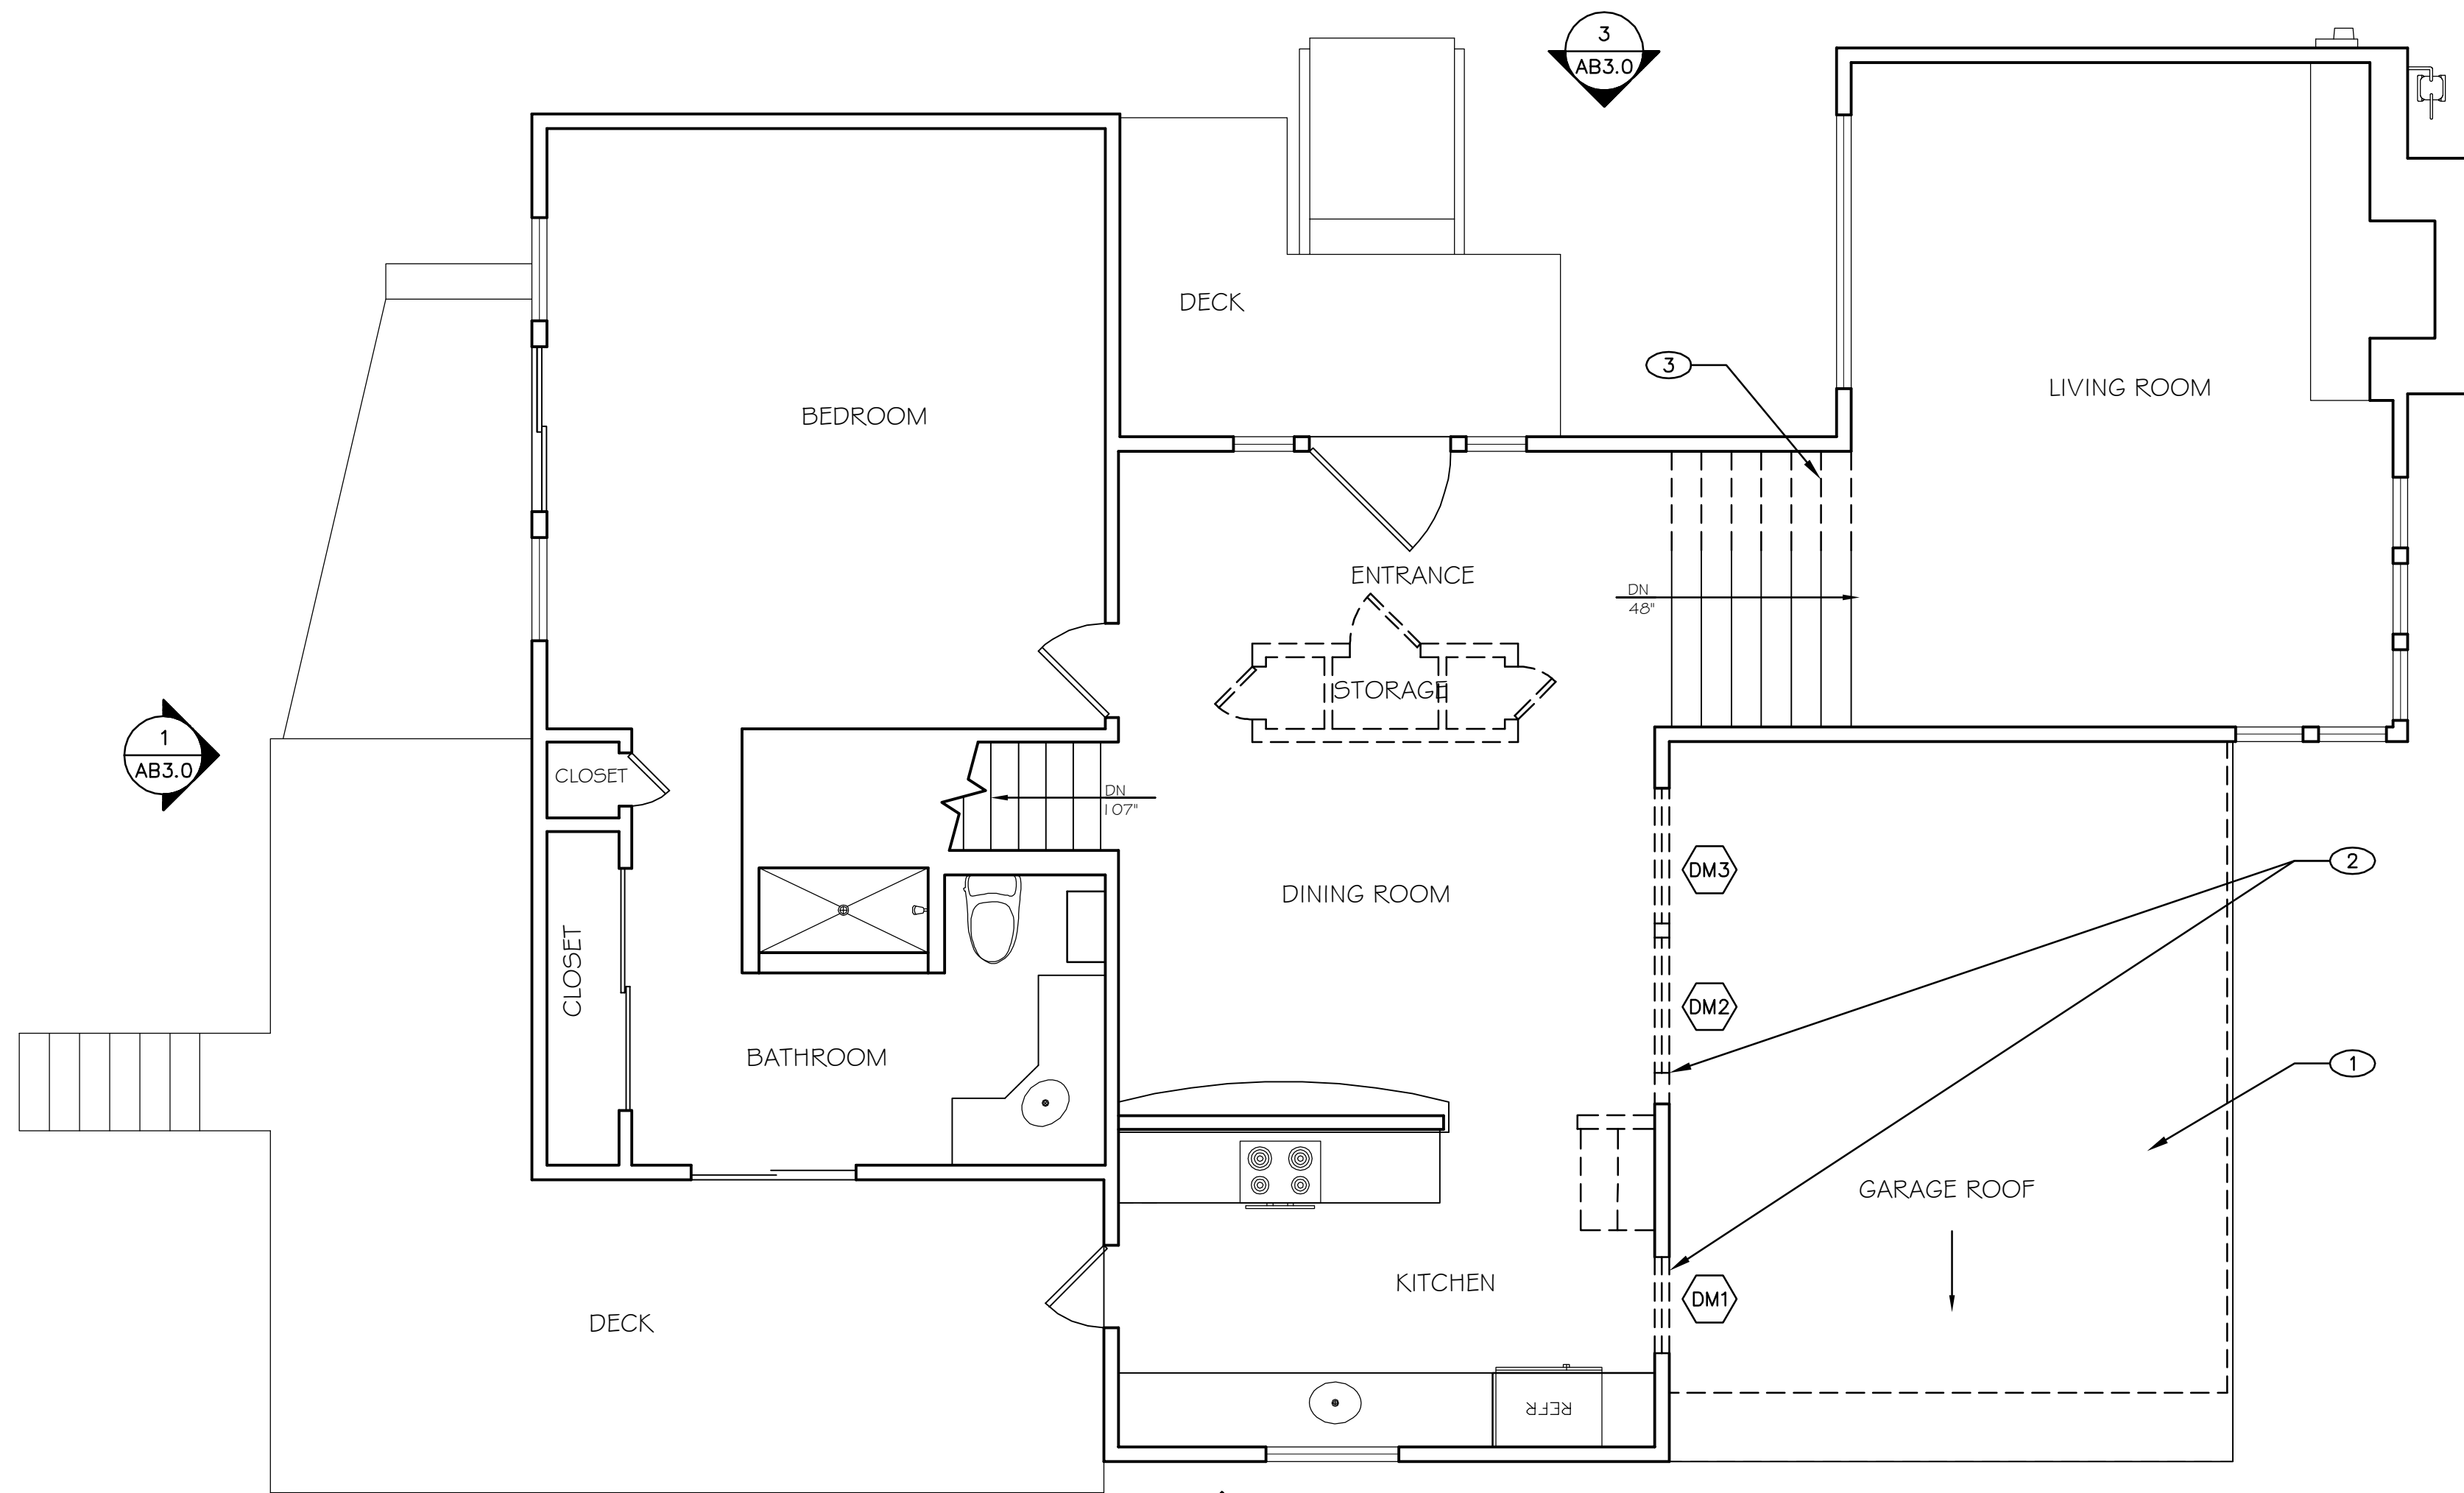 3
AB3.0
DECK
3
LIVING ROOM
BEDROOM
ENTRANCE
DN
48"
STORAGE
1
AB3.0
CLOSET
DN
107"
DM3
2
DINING ROOM
CLOSET
DM2
BATHROOM
1
GARAGE ROOF
KITCHEN
DM1
DECK
REFR